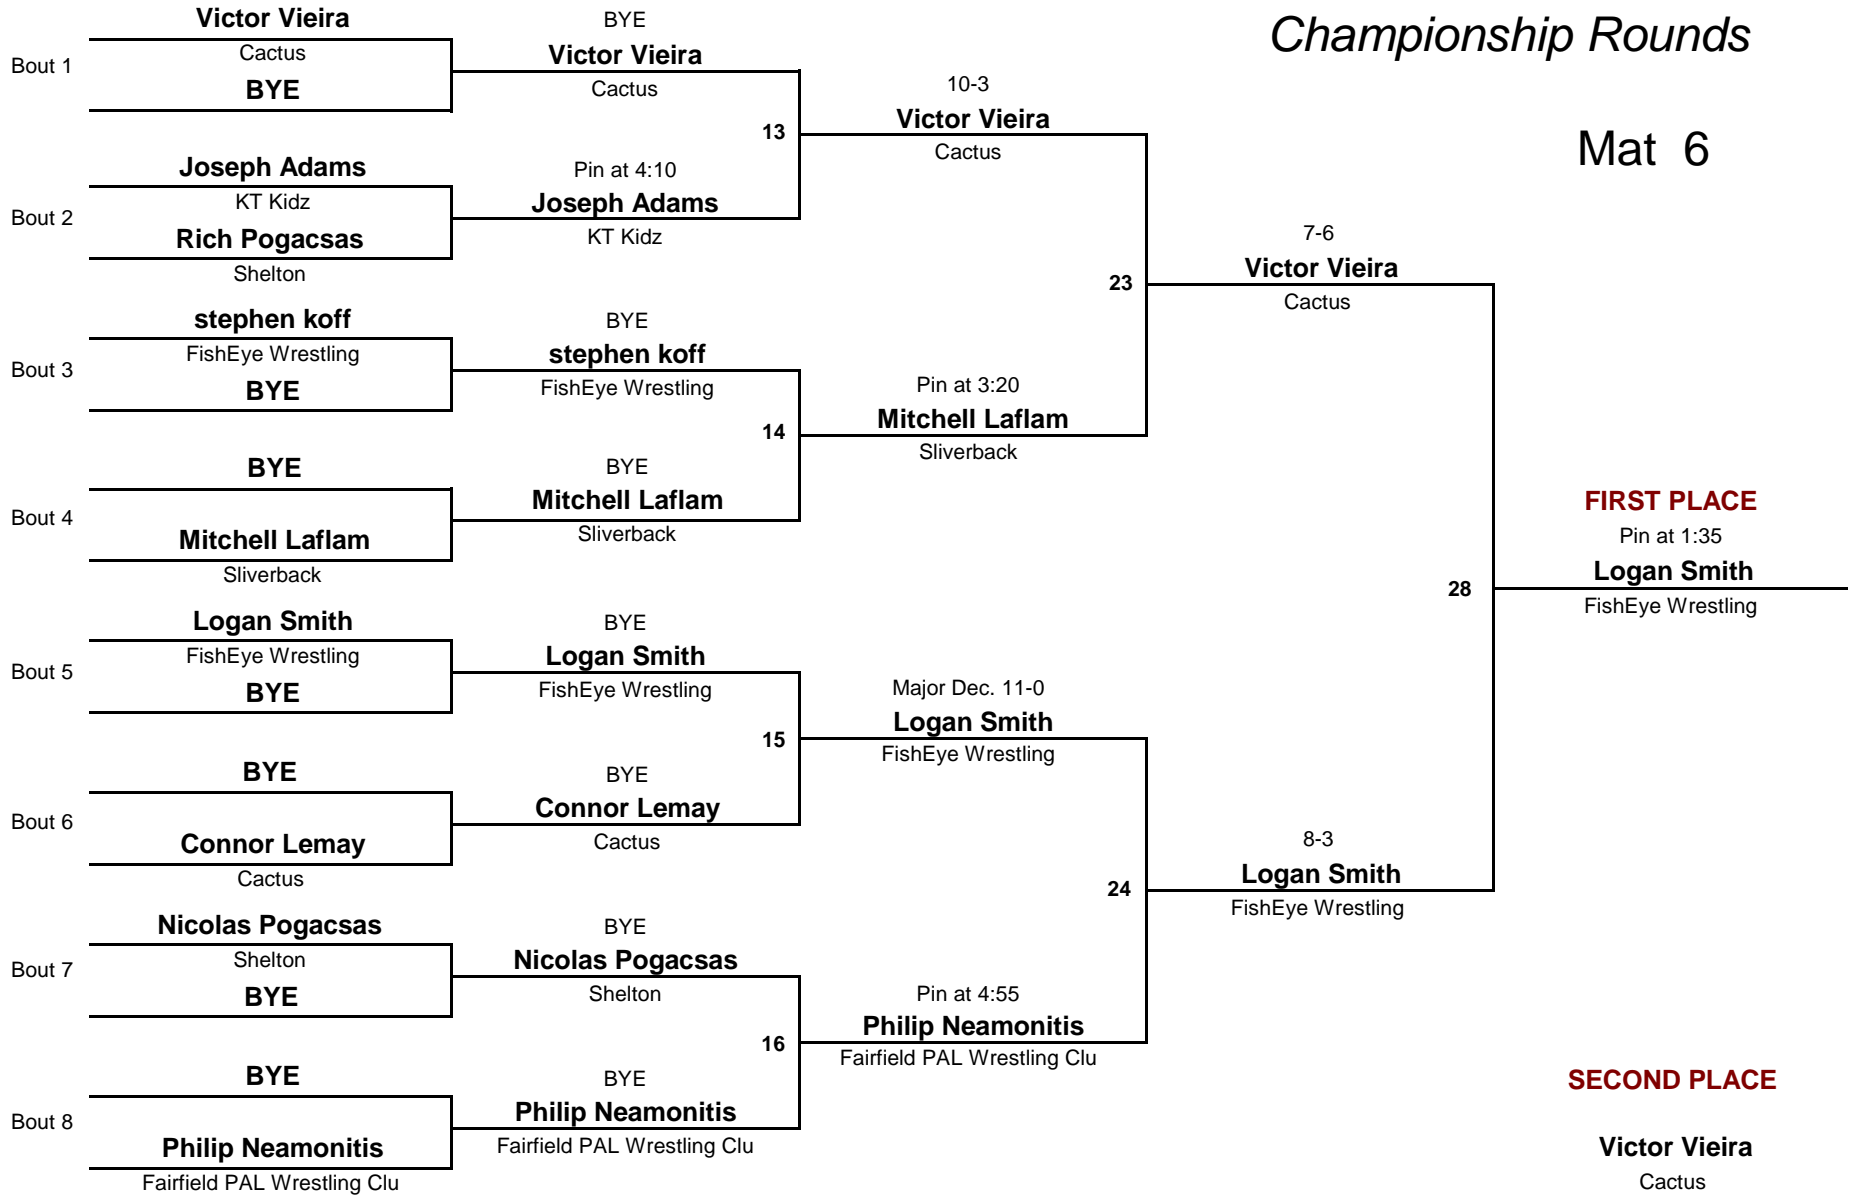 Championship Rounds
Mat 6
Bout 1
Victor Vieira
Cactus
BYE
Bout 2
Joseph Adams
KT Kidz
Rich Pogacsas
Shelton
Bout 3
stephen koff
FishEye Wrestling
BYE
Bout 4
BYE
Mitchell Laflam
Sliverback
Bout 5
Logan Smith
FishEye Wrestling
BYE
Bout 6
BYE
Connor Lemay
Cactus
Bout 7
Nicolas Pogacsas
Shelton
BYE
Bout 8
BYE
Philip Neamonitis
Fairfield PAL Wrestling Clu
BYE
Victor Vieira
Cactus
13
Pin at 4:10
Joseph Adams
KT Kidz
BYE
stephen koff
FishEye Wrestling
14
BYE
Mitchell Laflam
Sliverback
BYE
Logan Smith
FishEye Wrestling
15
BYE
Connor Lemay
Cactus
BYE
Nicolas Pogacsas
Shelton
16
BYE
Philip Neamonitis
Fairfield PAL Wrestling Clu
10-3
Victor Vieira
Cactus
23
Pin at 3:20
Mitchell Laflam
Sliverback
Major Dec. 11-0
Logan Smith
FishEye Wrestling
24
Pin at 4:55
Philip Neamonitis
Fairfield PAL Wrestling Clu
7-6
Victor Vieira
Cactus
28
8-3
Logan Smith
FishEye Wrestling
FIRST PLACE
Pin at 1:35
Logan Smith
FishEye Wrestling
SECOND PLACE
Victor Vieira
Cactus